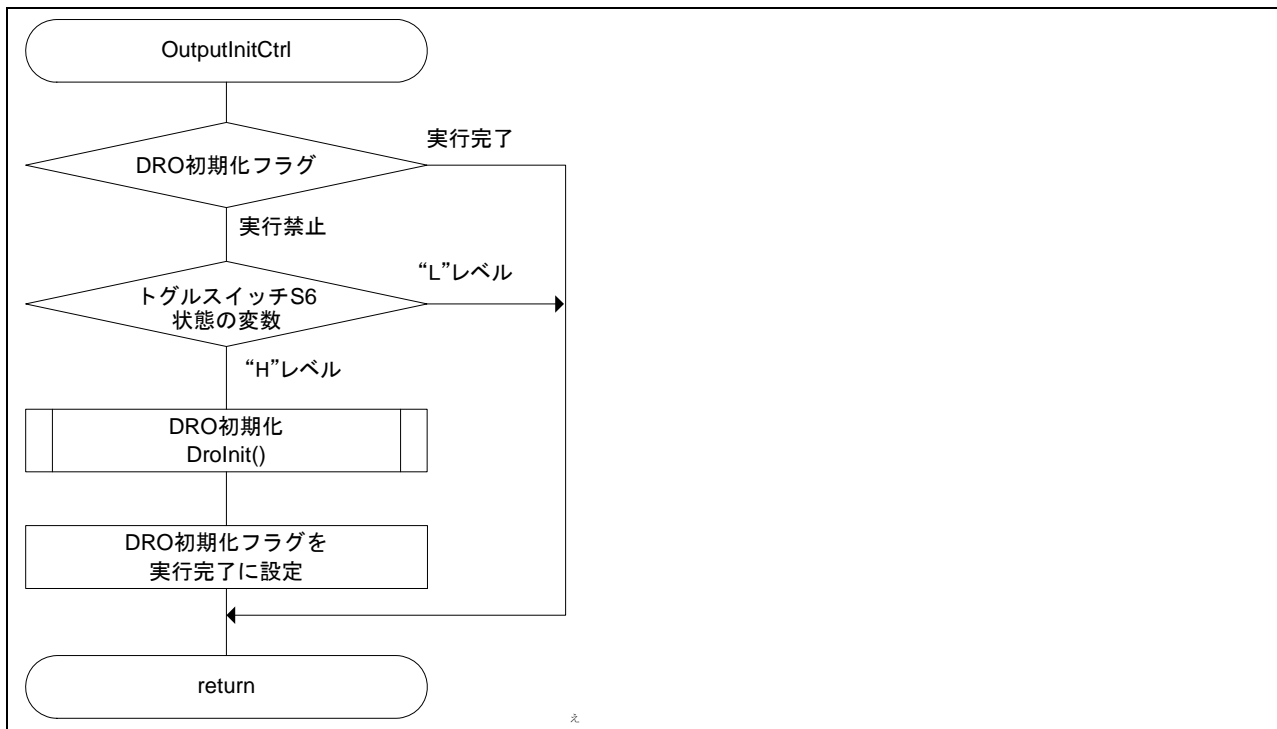 OutputInitCtrl
実行完了
DRO初期化フラグ
実行禁止
“L”レベル
トグルスイッチS6
状態の変数
“H”レベル
DRO初期化
DroInit()
DRO初期化フラグを
実行完了に設定
return
え